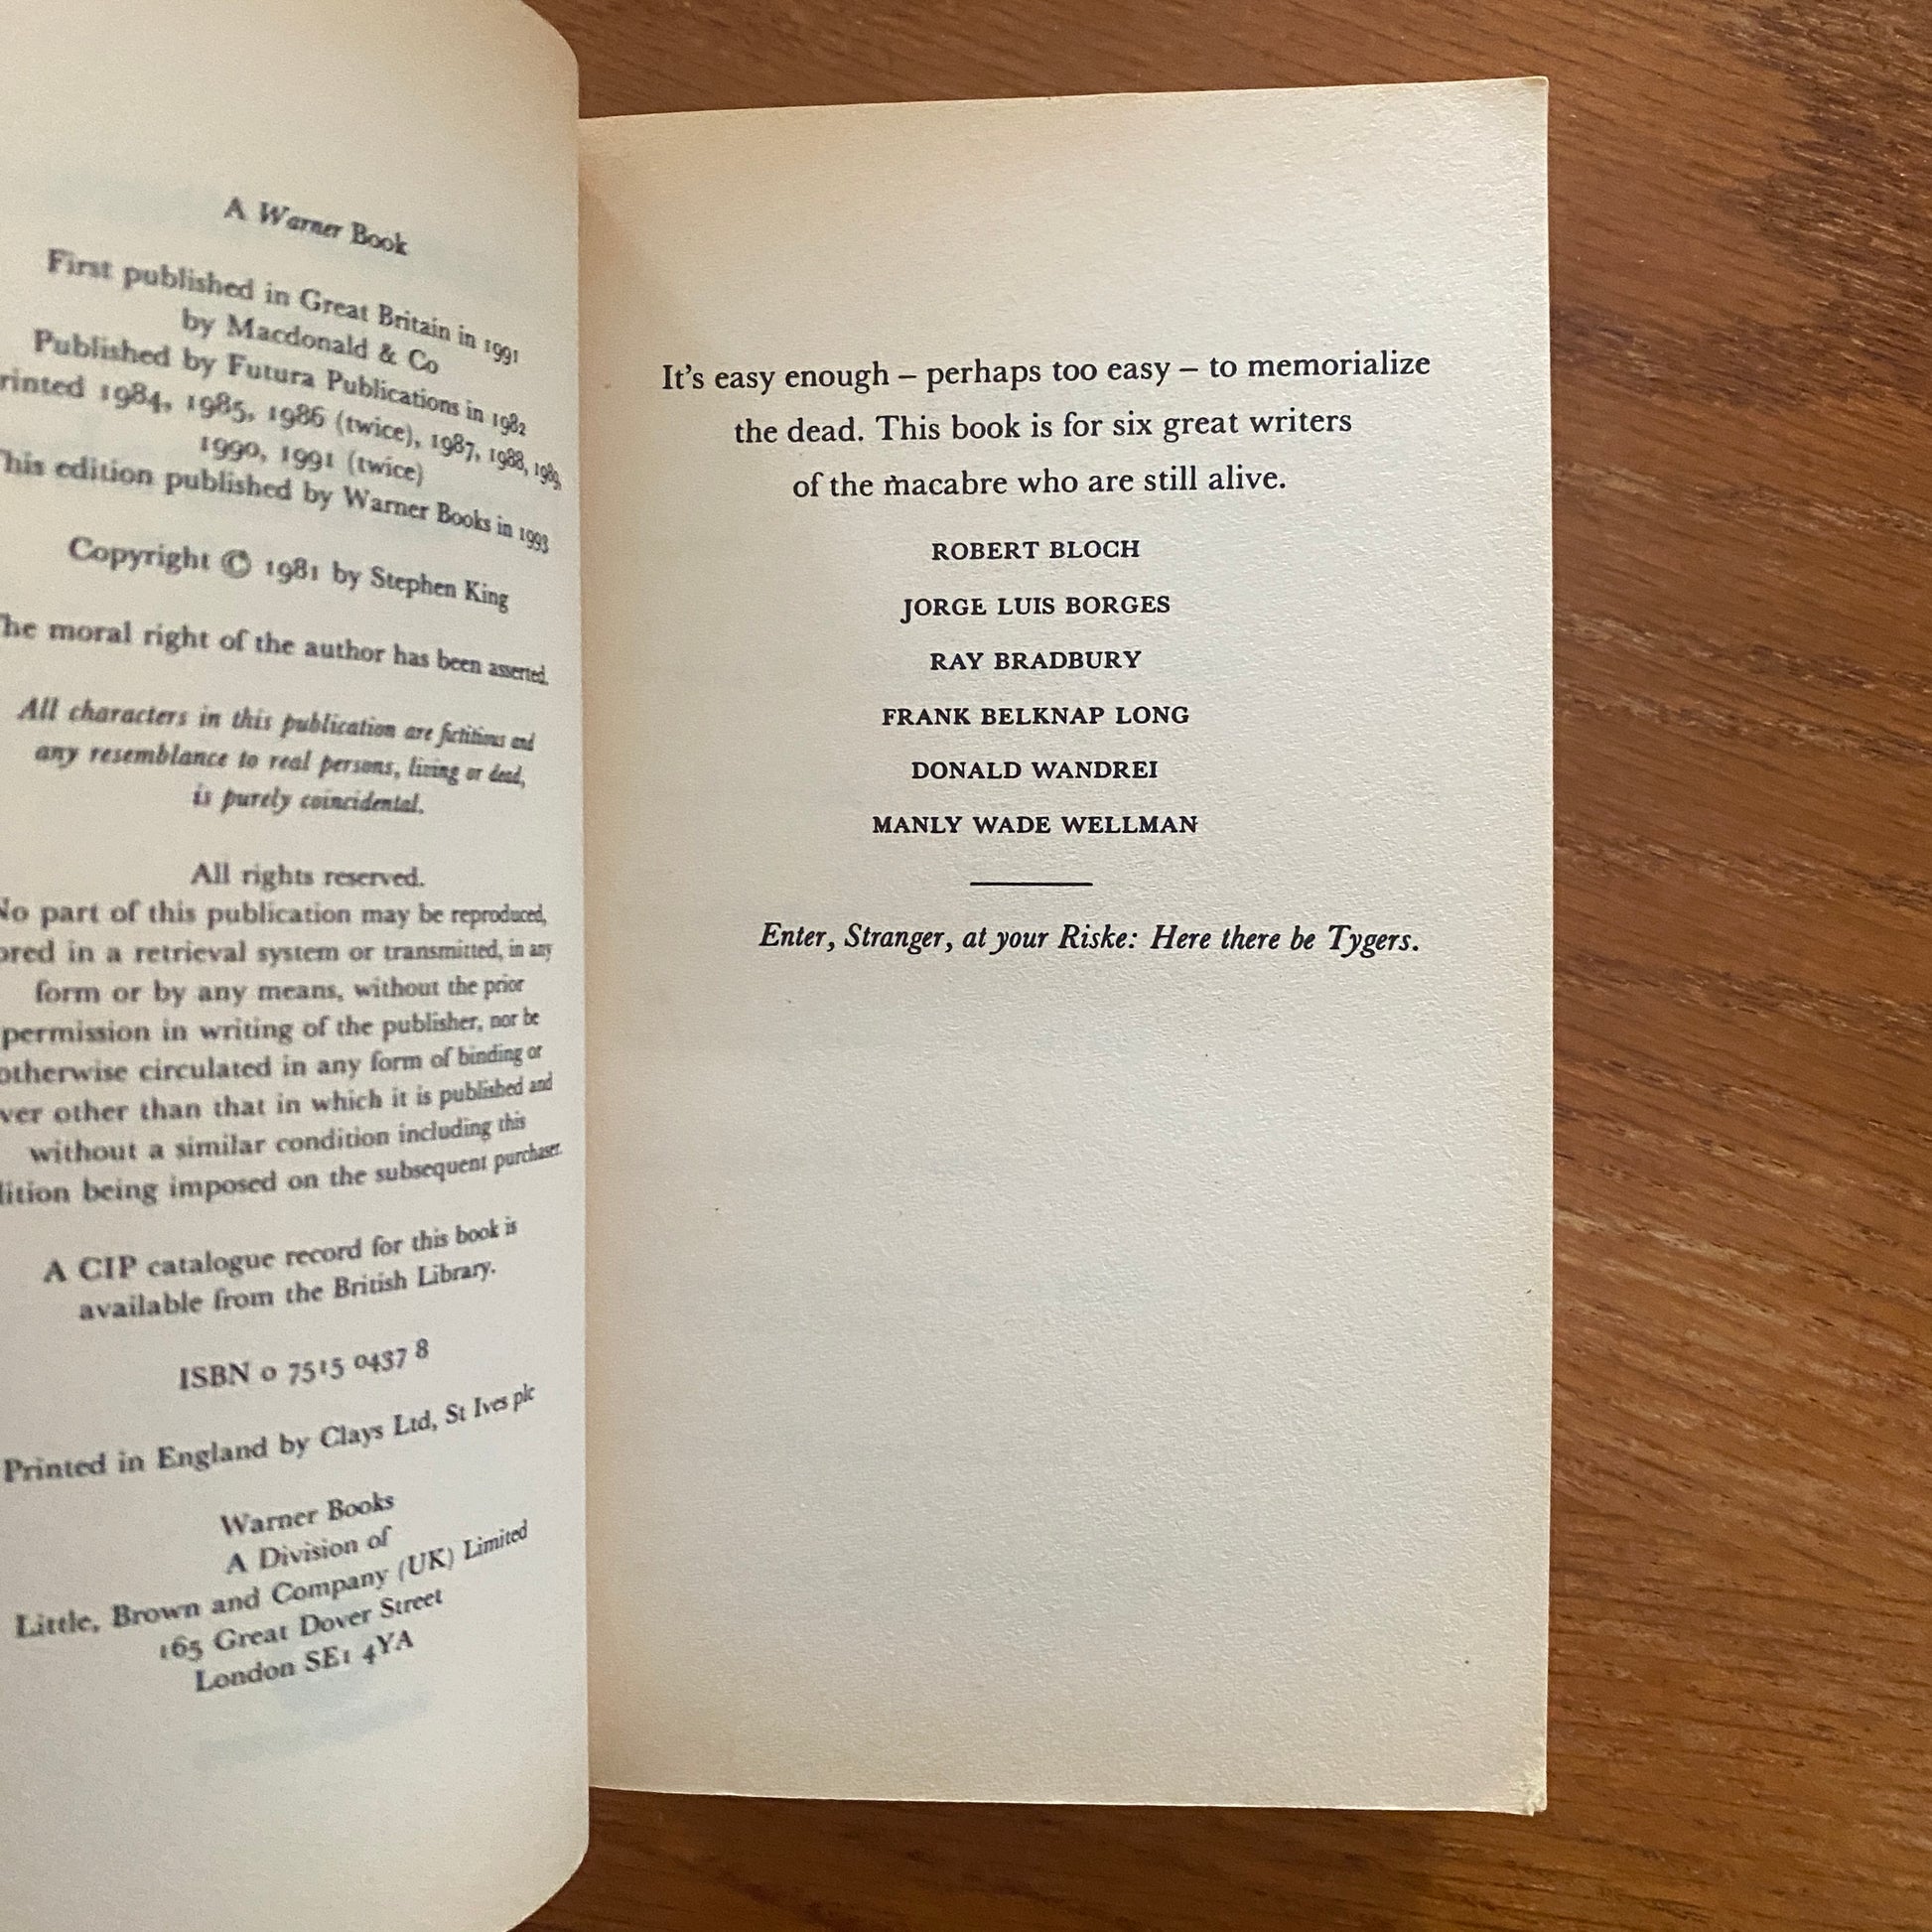 A Warner Book
First published in Great Britain in 1991
by Macdonald & Co
Published by Futura Publications in 1982
rinted 1984, 1985, 1986 (twice), 1987, 1988, 1989,
1990, 1991 (twice)
This edition published by Warner Books in 1993
Copyright © 1981 by Stephen King
The moral right of the author has been asserted.
All characters in this publication are fictitious and
any resemblance to real persons, living or dead,
is purely coincidental.
All rights reserved.
No part of this publication may be reproduced,
ored in a retrieval system or transmitted, in any
form or by any means, without the prior
permission in writing of the publisher, nor be
otherwise circulated in any form of binding or
ver other than that in which it is published and
without a similar condition including this
lition being imposed on the subsequent purchaser.
A CIP catalogue record for this book is
available from the British Library.
ISBN 0 7515 0437 8
Printed in England by Clays Ltd, St Ives plc
Warner Books
A Division of
Little, Brown and Company (UK) Limited
165 Great Dover Street
London SE1 4YA
It's easy enough – perhaps too easy – to memorialize
the dead. This book is for six great writers
of the macabre who are still alive.
ROBERT BLOCH
JORGE LUIS BORGES
RAY BRADBURY
FRANK BELKNAP LONG
DONALD WANDREI
MANLY WADE WELLMAN
Enter, Stranger, at your Riske: Here there be Tygers.